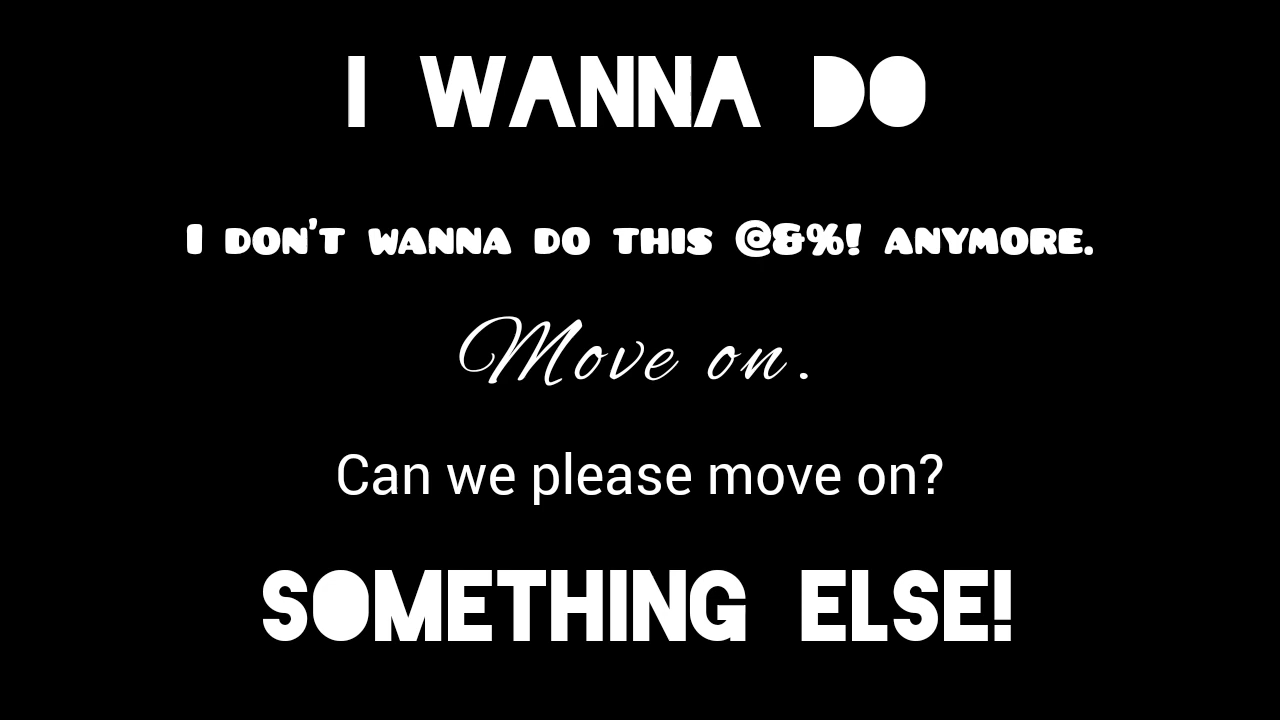 I WANNA DO
I DON'T WANNA DO THIS @&%! ANYMORE.
Move on.
Can we please move on?
SOMETHING ELSE!